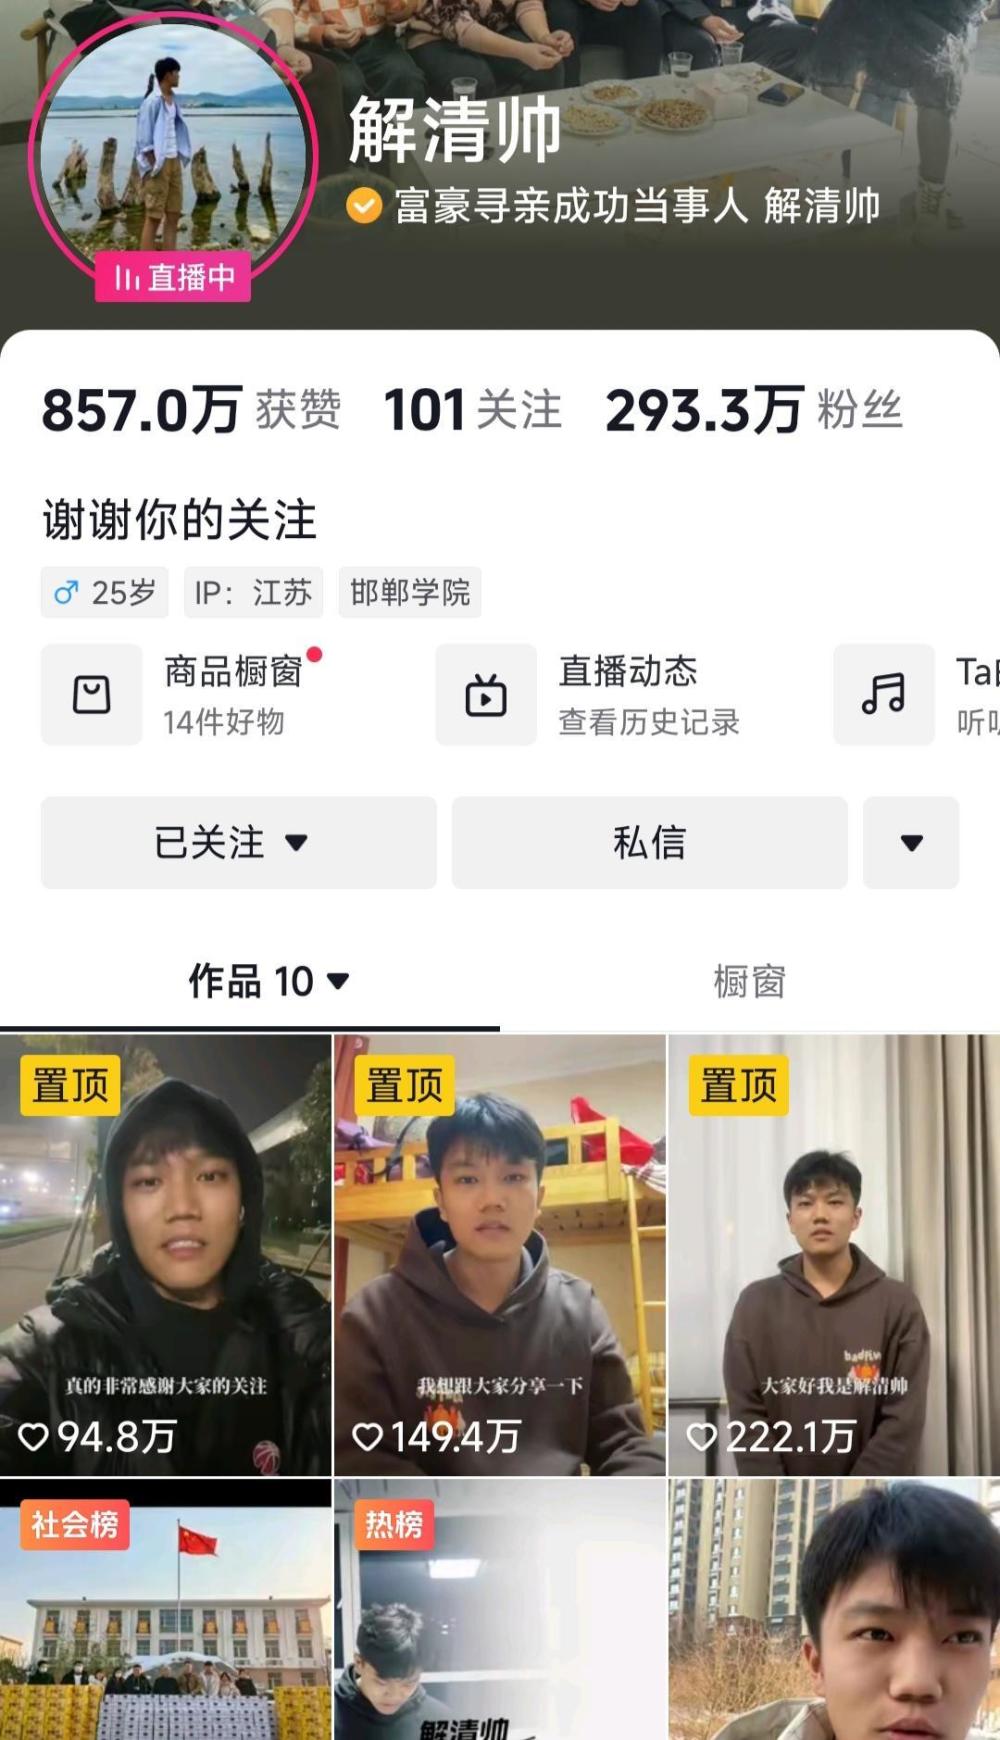 解清帅
富豪寻亲成功当事人 解清帅
直播中
857.0万 获赞 101 关注 293.3万 粉丝
谢谢你的关注
25岁 IP：江苏 邯郸学院
商品橱窗 直播动态 Ta
14件好物 查看历史记录 听
已关注 私信
作品 10 橱窗
置顶 置顶 置顶
真的非常感谢大家的关注 我想跟大家分享一下 大家好我是解清帅
94.8万 149.4万 222.1万
社会榜 热榜
解清帅